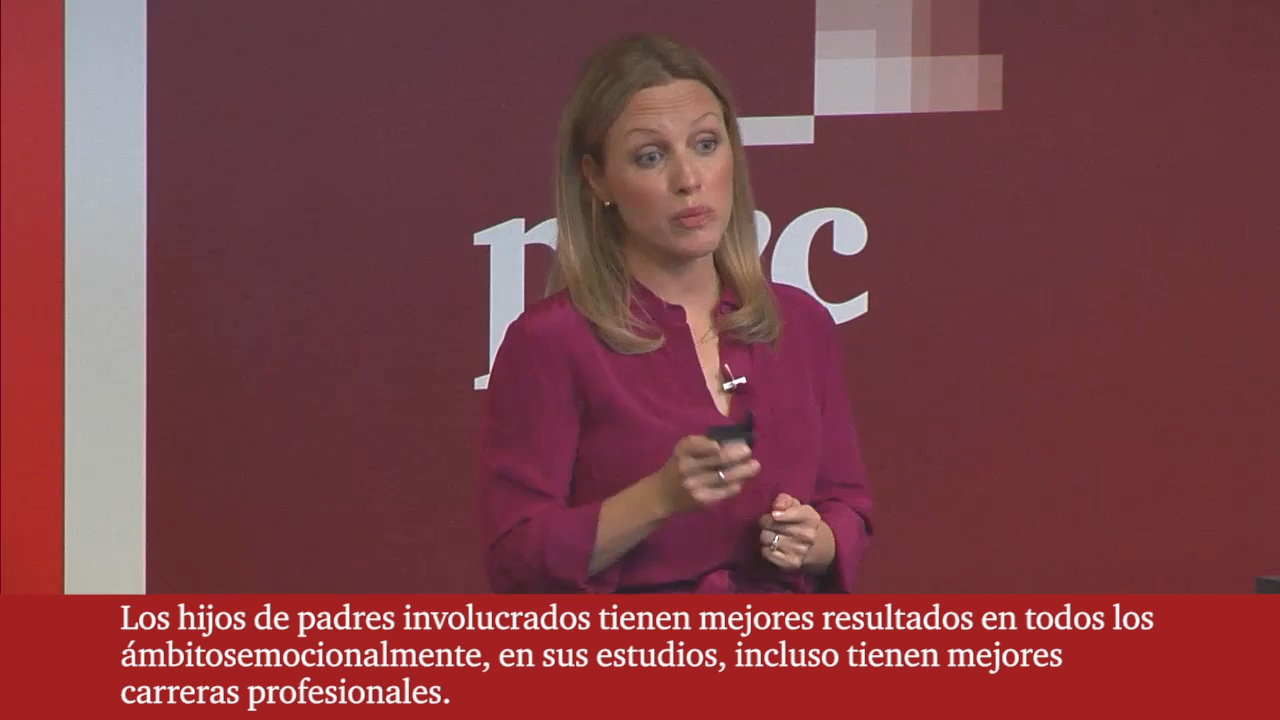 pwc
Los hijos de padres involucrados tienen mejores resultados en todos los
ámbitosemocionalmente, en sus estudios, incluso tienen mejores
carreras profesionales.